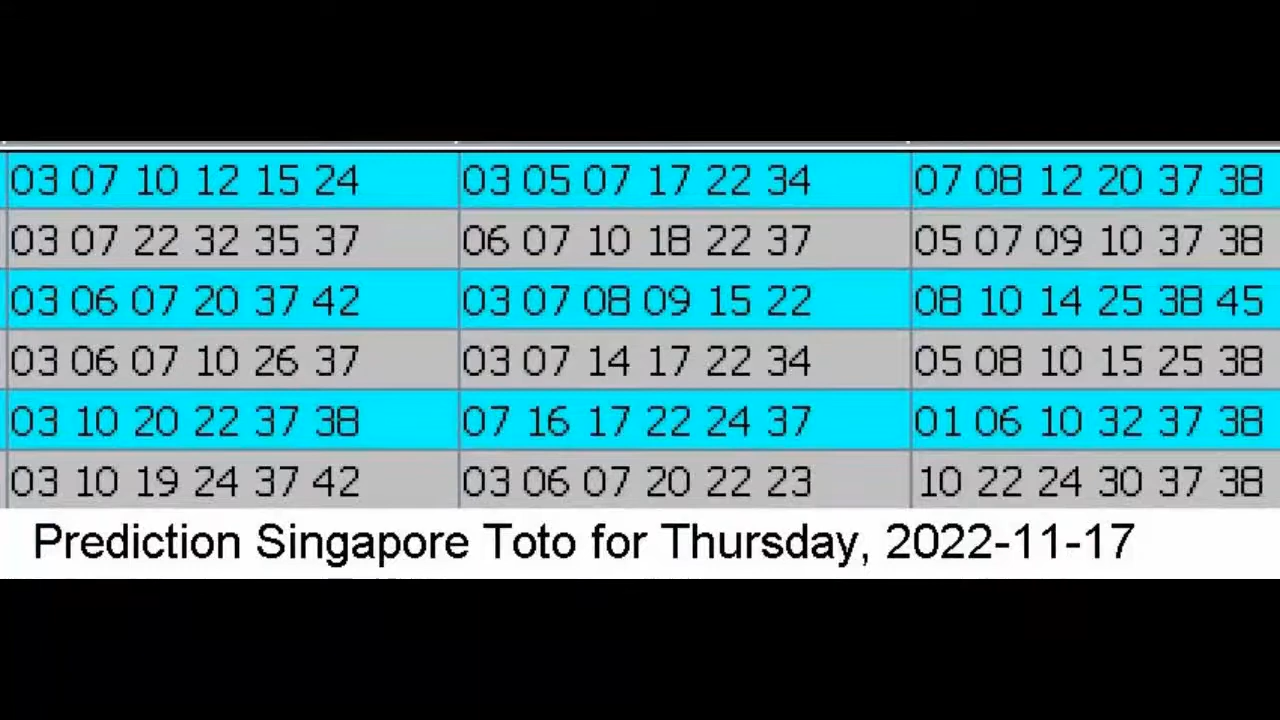 03 07 10 12 15 24 03 05 07 17 22 34 07 08 12 20 37 38
03 07 22 32 35 37 06 07 10 18 22 37 05 07 09 10 37 38
03 06 07 20 37 42 03 07 08 09 15 22 08 10 14 25 38 45
03 06 07 10 26 37 03 07 14 17 22 34 05 08 10 15 25 38
03 10 20 22 37 38 07 16 17 22 24 37 01 06 10 32 37 38
03 10 19 24 37 42 03 06 07 20 22 23 10 22 24 30 37 38
Prediction Singapore Toto for Thursday, 2022-11-17